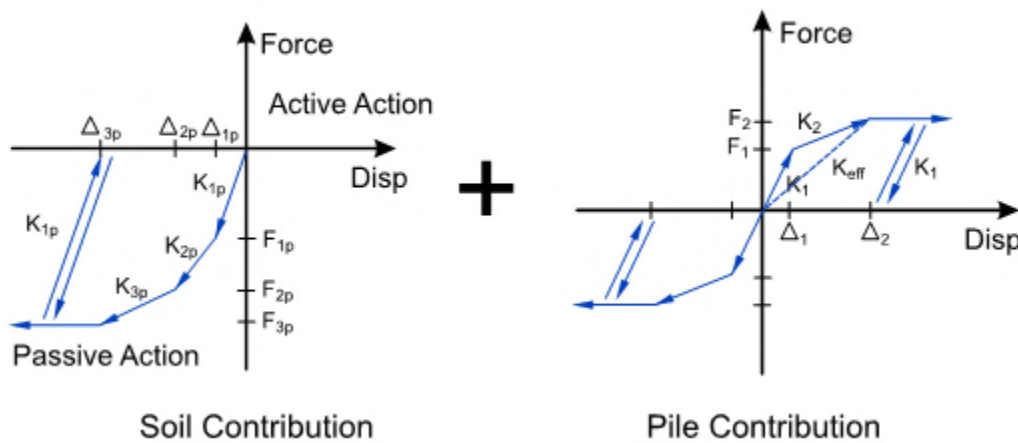 Force
Active Action
Δ3p Δ2p Δ1p
Disp
K1p
K1p
F1p
K2p
K3p
F2p
F3p
Passive Action
Soil Contribution
+
Force
F2
K2
F1
Keff
K1
K1
Δ1 Δ2
Disp
Pile Contribution